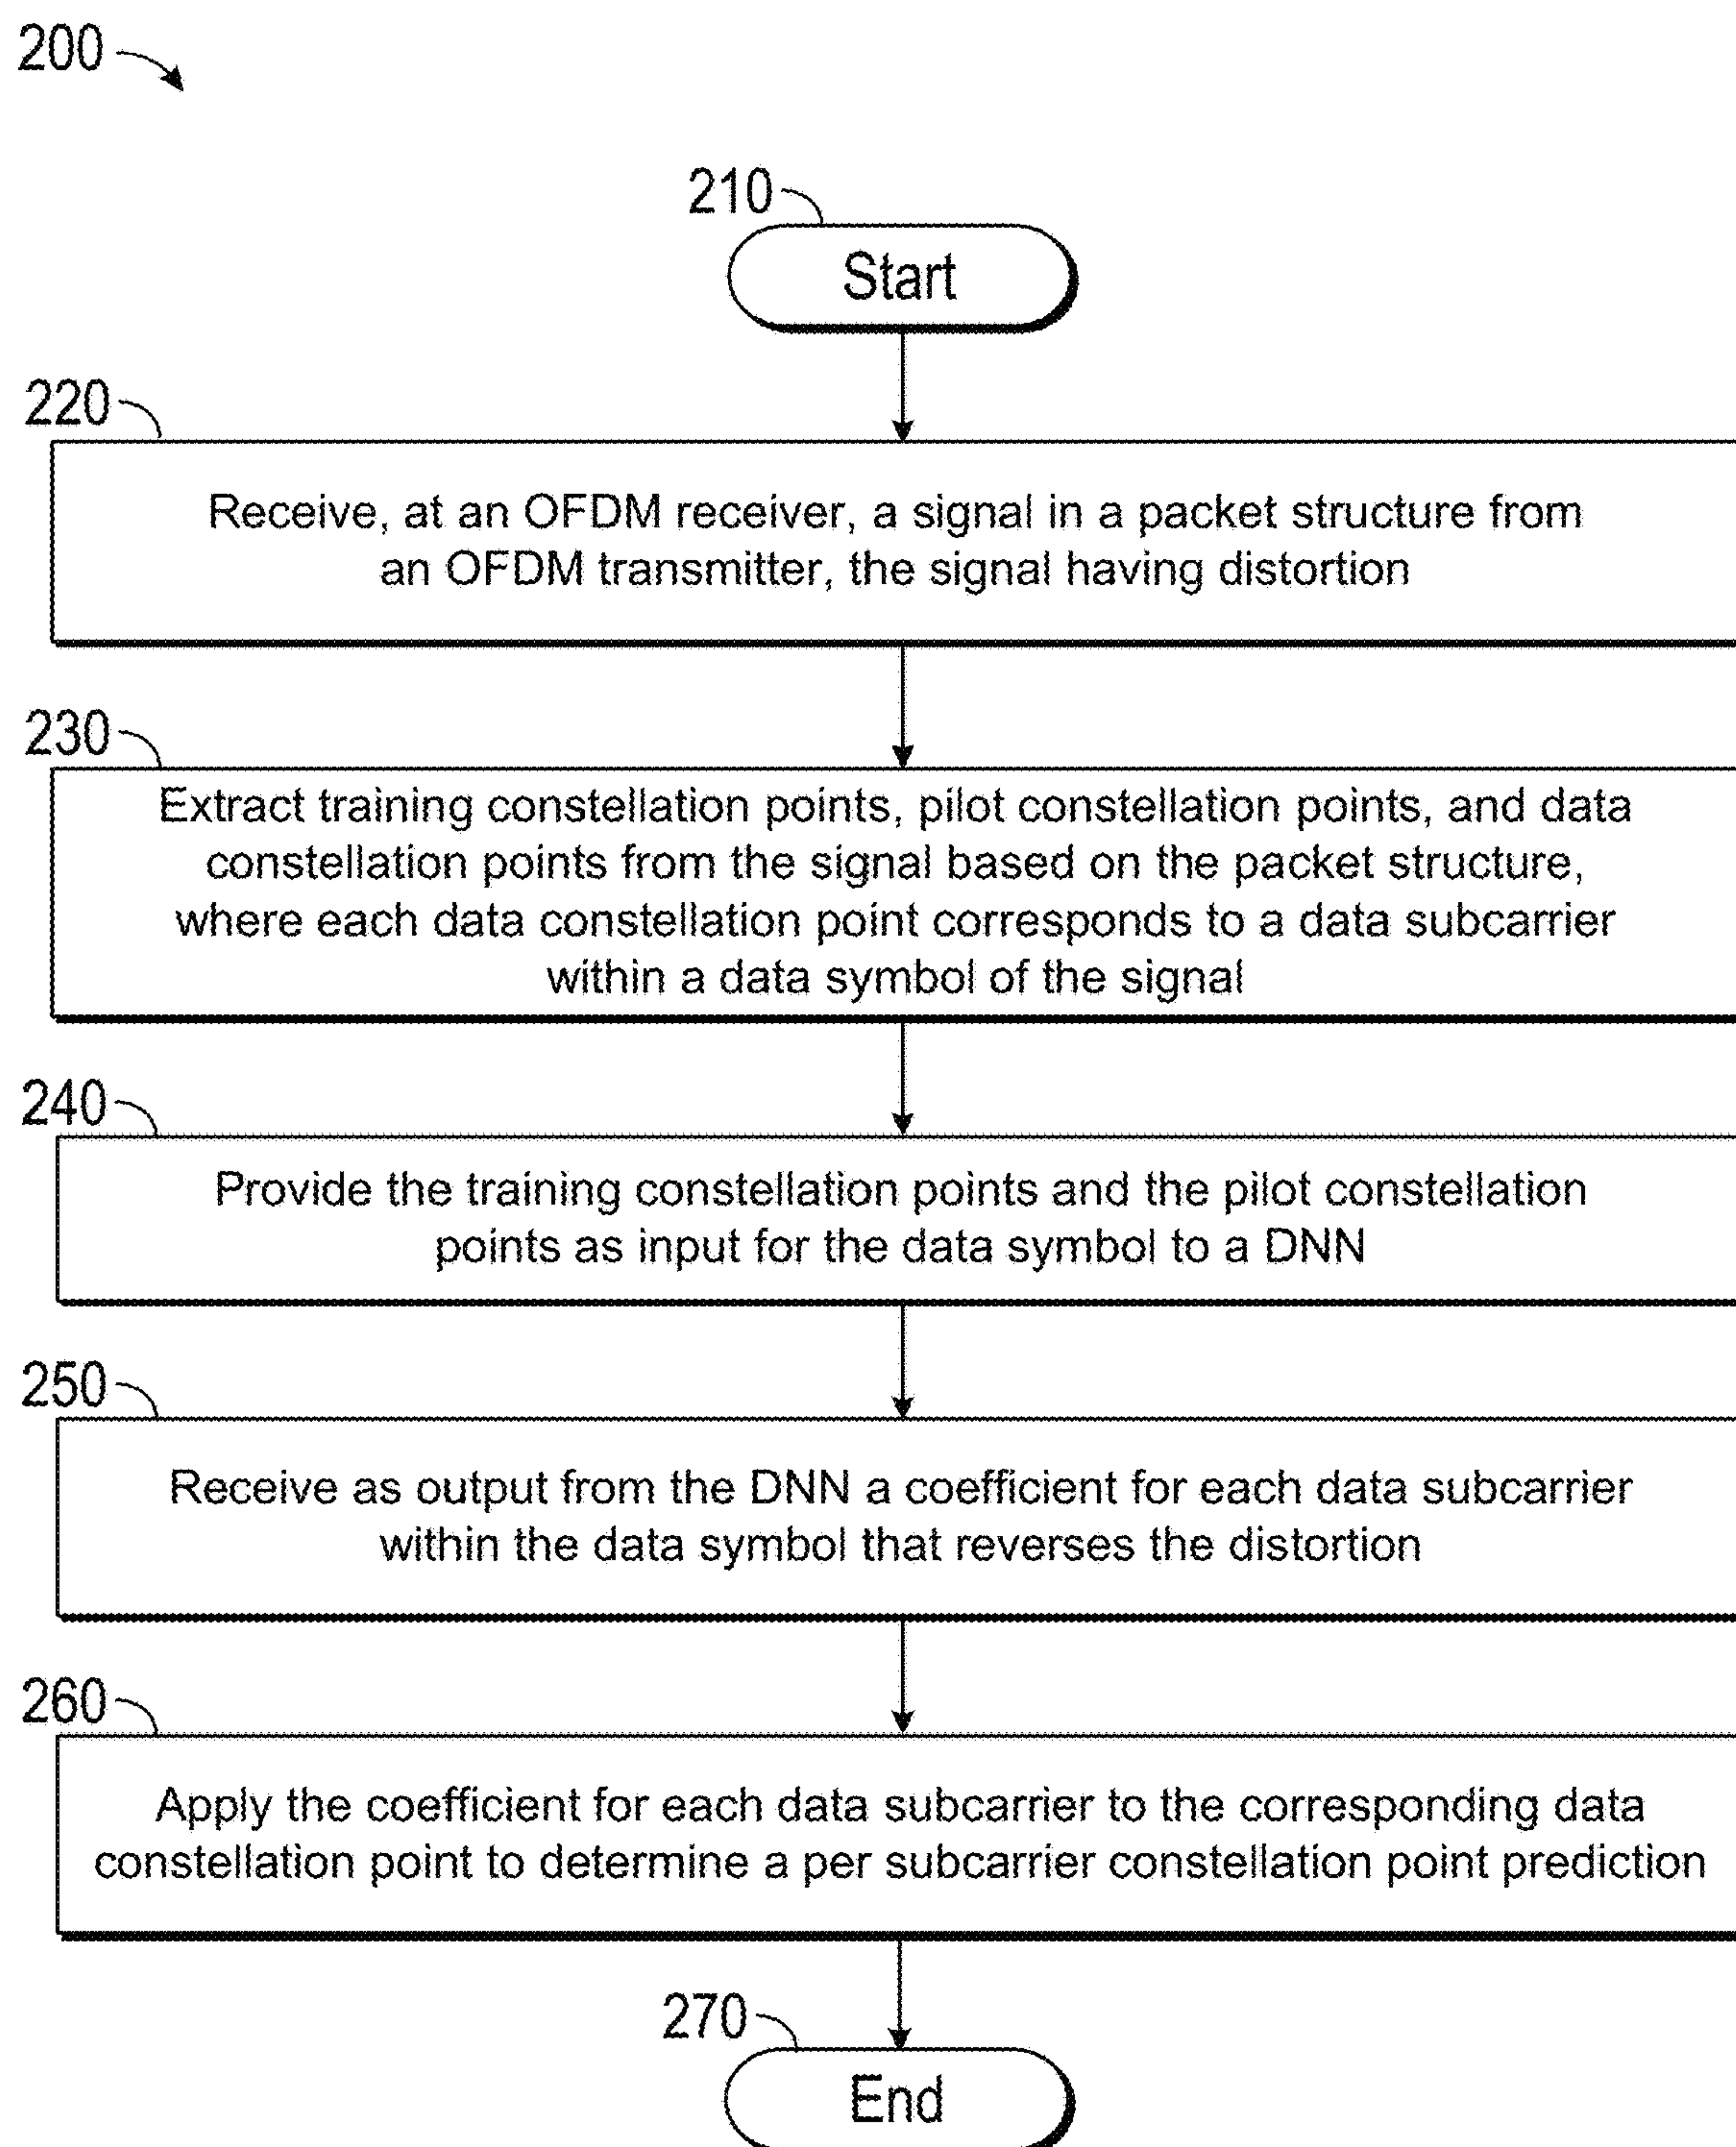 200
210
Start
220
Receive, at an OFDM receiver, a signal in a packet structure from
an OFDM transmitter, the signal having distortion
230
Extract training constellation points, pilot constellation points, and data
constellation points from the signal based on the packet structure,
where each data constellation point corresponds to a data subcarrier
within a data symbol of the signal
240
Provide the training constellation points and the pilot constellation
points as input for the data symbol to a DNN
250
Receive as output from the DNN a coefficient for each data subcarrier
within the data symbol that reverses the distortion
260
Apply the coefficient for each data subcarrier to the corresponding data
constellation point to determine a per subcarrier constellation point prediction
270
End